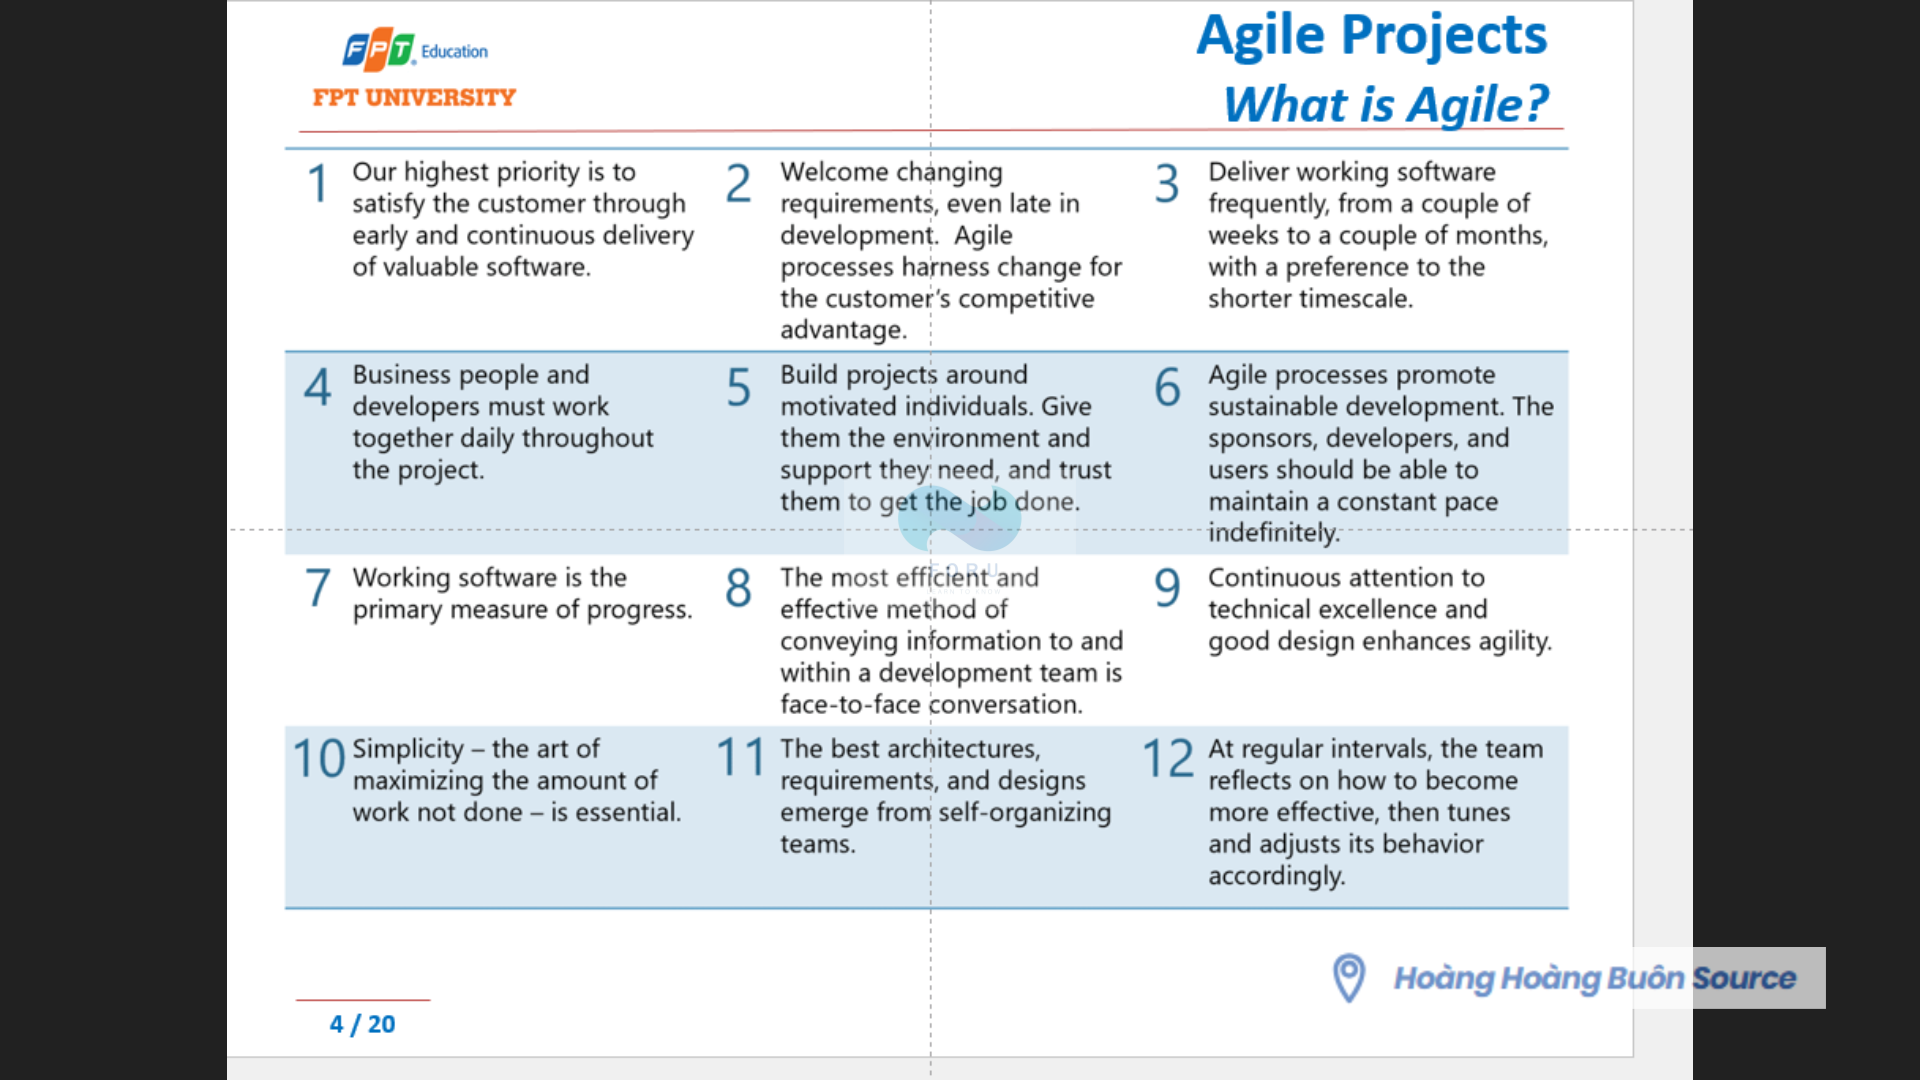 FPT Education
FPT UNIVERSITY
Agile Projects
What is Agile?
1
Our highest priority is to
satisfy the customer through
early and continuous delivery
of valuable software.
2
Welcome changing
requirements, even late in
development.  Agile
processes harness change for
the customer's competitive
advantage.
3
Deliver working software
frequently, from a couple of
weeks to a couple of months,
with a preference to the
shorter timescale.
4
Business people and
developers must work
together daily throughout
the project.
5
Build projects around
motivated individuals. Give
them the environment and
support they need, and trust
them to get the job done.
6
Agile processes promote
sustainable development. The
sponsors, developers, and
users should be able to
maintain a constant pace
indefinitely.
7
Working software is the
primary measure of progress.
8
The most efficient and
effective method of
conveying information to and
within a development team is
face-to-face conversation.
FORU
9
Continuous attention to
technical excellence and
good design enhances agility.
10
Simplicity – the art of
maximizing the amount of
work not done – is essential.
11
The best architectures,
requirements, and designs
emerge from self-organizing
teams.
12
At regular intervals, the team
reflects on how to become
more effective, then tunes
and adjusts its behavior
accordingly.
Hoàng Hoàng Buôn Source
4 / 20